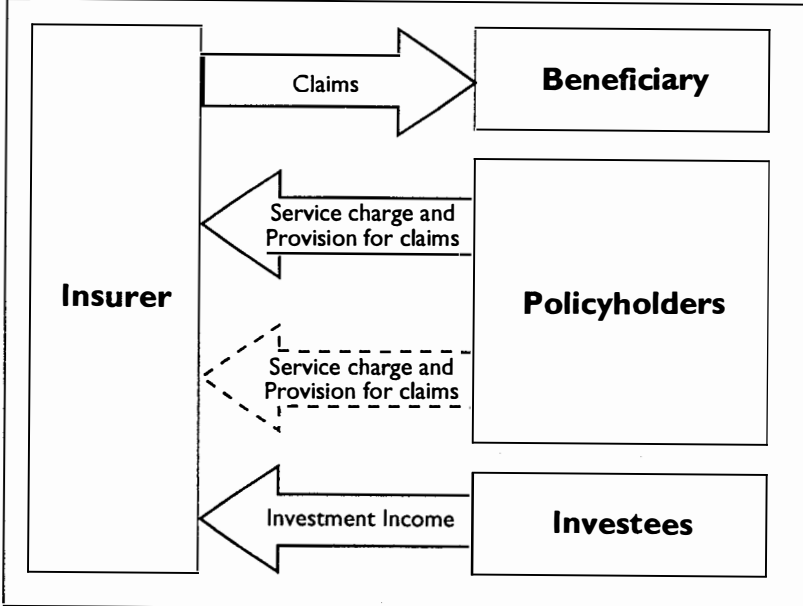 Claims
Beneficiary
Service charge and
Provision for claims
Insurer
Policyholders
Service charge and
Provision for claims
Investment Income
Investees